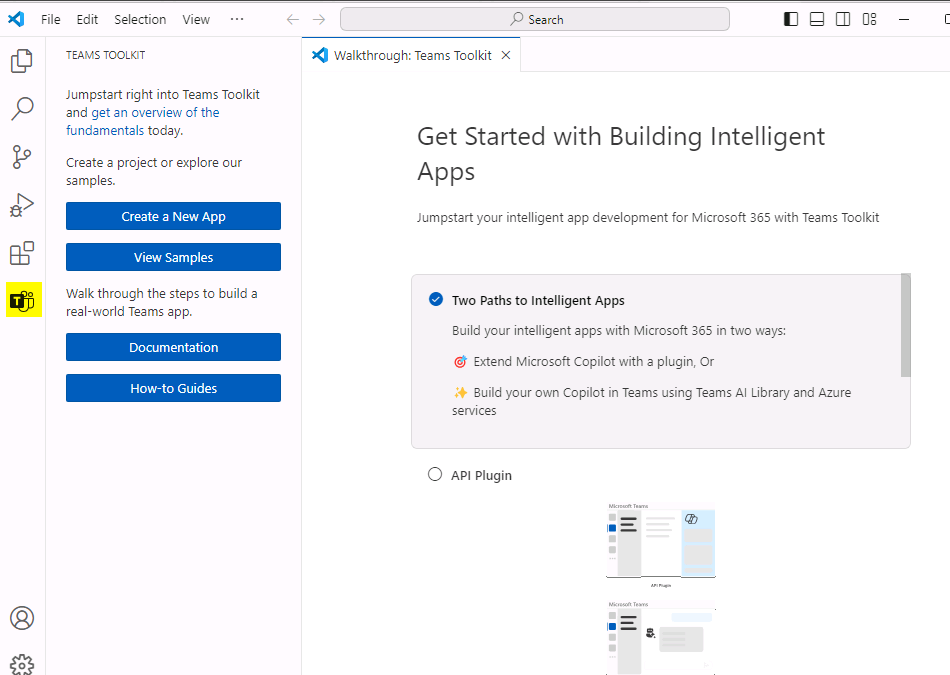 File Edit Selection View ··· Search
TEAMS TOOLKIT
Walkthrough: Teams Toolkit
Jumpstart right into Teams Toolkit
and get an overview of the
fundamentals today.
Create a project or explore our
samples.
Create a New App
View Samples
Walk through the steps to build a
real-world Teams app.
Documentation
How-to Guides
Get Started with Building Intelligent
Apps
Jumpstart your intelligent app development for Microsoft 365 with Teams Toolkit
Two Paths to Intelligent Apps
Build your intelligent apps with Microsoft 365 in two ways:
🎯 Extend Microsoft Copilot with a plugin, Or
✨ Build your own Copilot in Teams using Teams AI Library and Azure
services
API Plugin
Microsoft Teams
API Plugin
Microsoft Teams